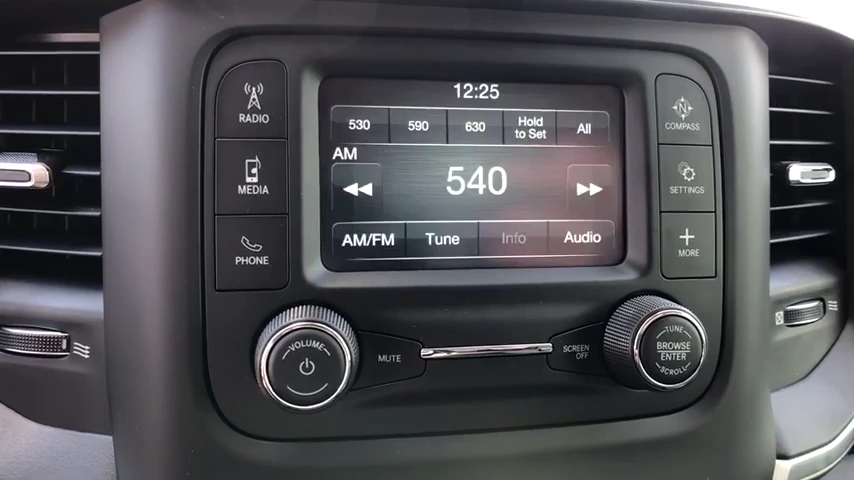 12:25
RADIO
MEDIA
PHONE
530 590 630 Hold to Set All
AM
540
AM/FM Tune Info Audio
N
COMPASS
SETTINGS
MORE
VOLUME
MUTE
SCREEN OFF
TUNE
BROWSE
ENTER
SCROLL